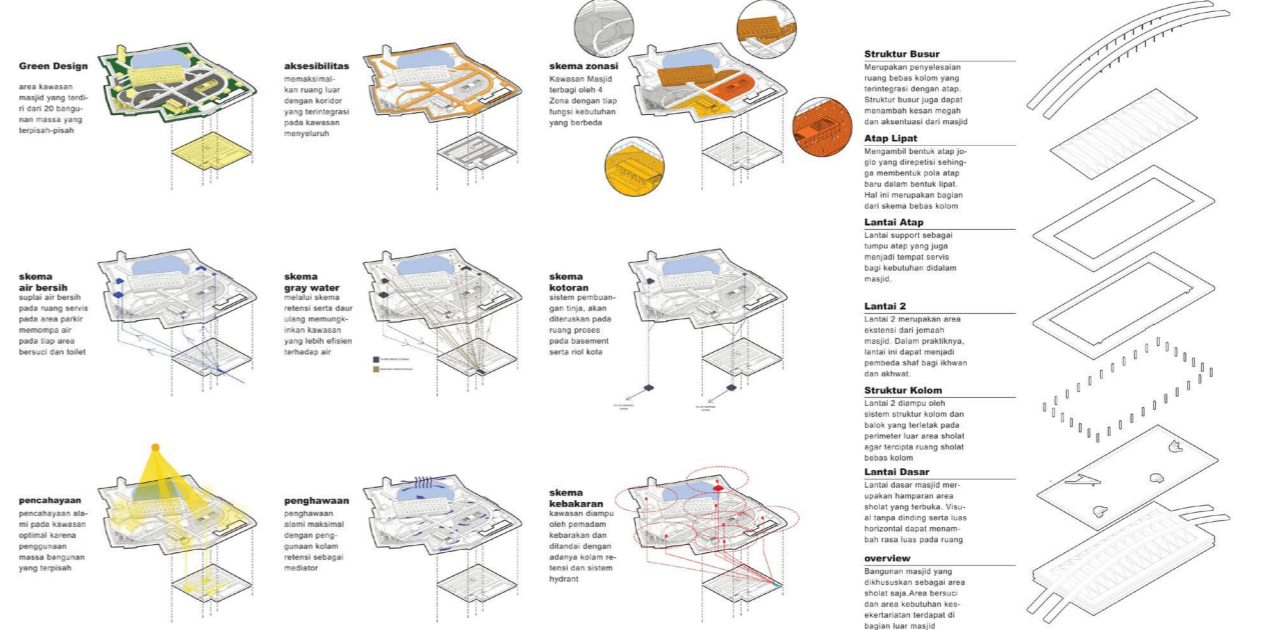 Green Design
area kawasan
masjid yang terdi-
ri dari 20 bangu-
nan massa yang
terpisah-pisah
aksesibilitas
memaksimal-
kan ruang luar
dengan koridor
yang terintegrasi
pada kawasan
menyeluruh
skema zonasi
Kawasan Masjid
terbagi oleh 4
Zona dengan tiap
fungsi kebutuhan
yang berbeda
skema
air bersih
suplai air bersih
pada ruang servis
pada area parkir
memompa air
pada tiap area
bersuci dan toilet
skema
gray water
melalui skema
retensi serta daur
ulang memungk-
inkan kawasan
yang lebih efisien
terhadap air
skema
kotoran
sistem pembuan-
gan tinja, akan
diteruskan pada
ruang proses
pada basement
serta riol kota
pencahayaan
pencahayaan ala-
mi pada kawasan
optimal karena
penggunaan
massa bangunan
yang terpisah
penghawaan
penghawaan
alami maksimal
dengan peng-
gunaan kolam
retensi sebagai
mediator
skema
kebakaran
kawasan diampu
oleh pemadam
kebarakan dan
ditandai dengan
adanya kolam re-
tensi dan sistem
hydrant
Struktur Busur
Merupakan penyelesaian
ruang bebas kolom yang
terintegrasi dengan atap.
Struktur busur juga dapat
menambah kesan megah
dan aksentuasi dari masjid
Atap Lipat
Mengambil bentuk atap jo-
glo yang direpetisi sehing-
ga membentuk pola atap
baru dalam bentuk lipat.
Hal ini merupakan bagian
dari skema bebas kolom
Lantai Atap
Lantai support sebagai
tumpu atap yang juga
menjadi tempat servis
bagi kebutuhan didalam
masjid.
Lantai 2
Lantai 2 merupakan area
ekstensi dari jemaah
masjid. Dalam praktiknya,
lantai ini dapat menjadi
pembeda shaf bagi ikhwan
dan akhwat.
Struktur Kolom
Lantai 2 diampu oleh
sistem struktur kolom dan
balok yang terletak pada
perimeter luar area sholat
agar tercipta ruang sholat
bebas kolom
Lantai Dasar
Lantai dasar masjid mer-
upakan hamparan area
sholat yang terbuka. Visu-
al tanpa dinding serta luas
horizontal dapat menam-
bah rasa luas pada ruang
overview
Bangunan masjid yang
dikhususkan sebagai area
sholat saja.Area bersuci
dan area kebutuhan kes-
ekertariatan terdapat di
bagian luar masjid